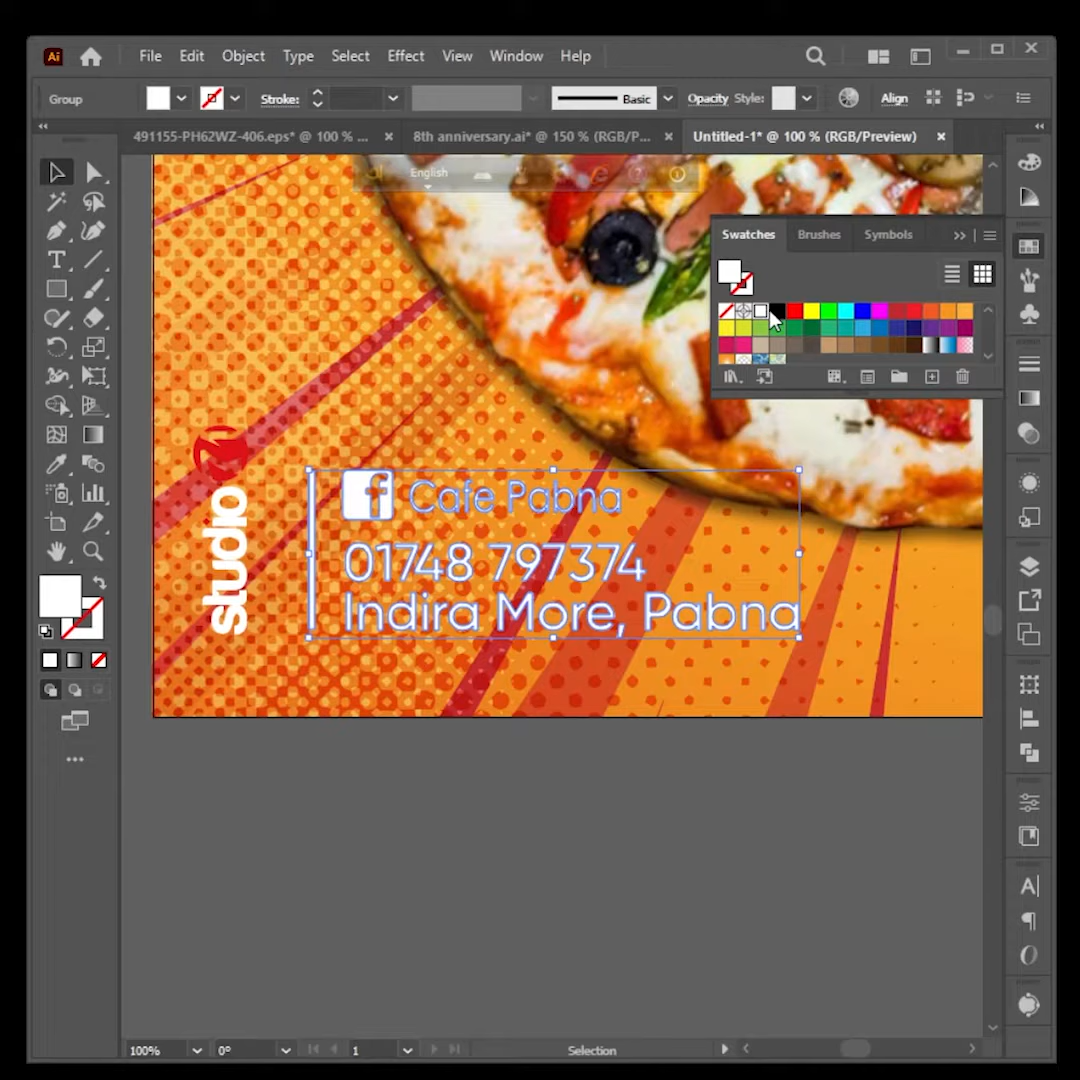 Ai File Edit Object Type Select Effect View Window Help
Group Stroke: Basic Opacity Style: Align
491155-PH62WZ-406.eps* @ 100 % ... 8th anniversary.ai* @ 150 % (RGB/P... Untitled-1* @ 100 % (RGB/Preview)
English
Swatches Brushes Symbols
studio
Cafe Pabna
01748 797374
Indira More, Pabna
100% 0° 1 Selection